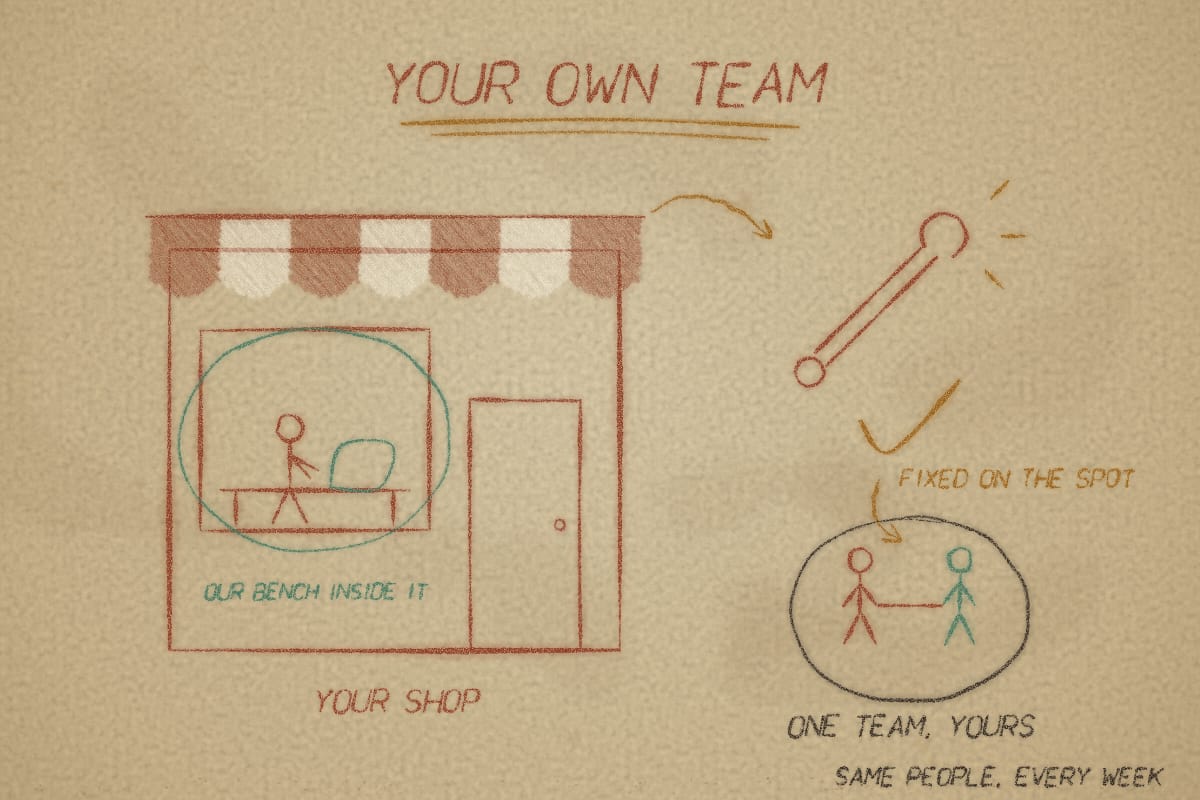 YOUR OWN TEAM
FIXED ON THE SPOT
OUR BENCH INSIDE IT
YOUR SHOP
ONE TEAM, YOURS
SAME PEOPLE, EVERY WEEK